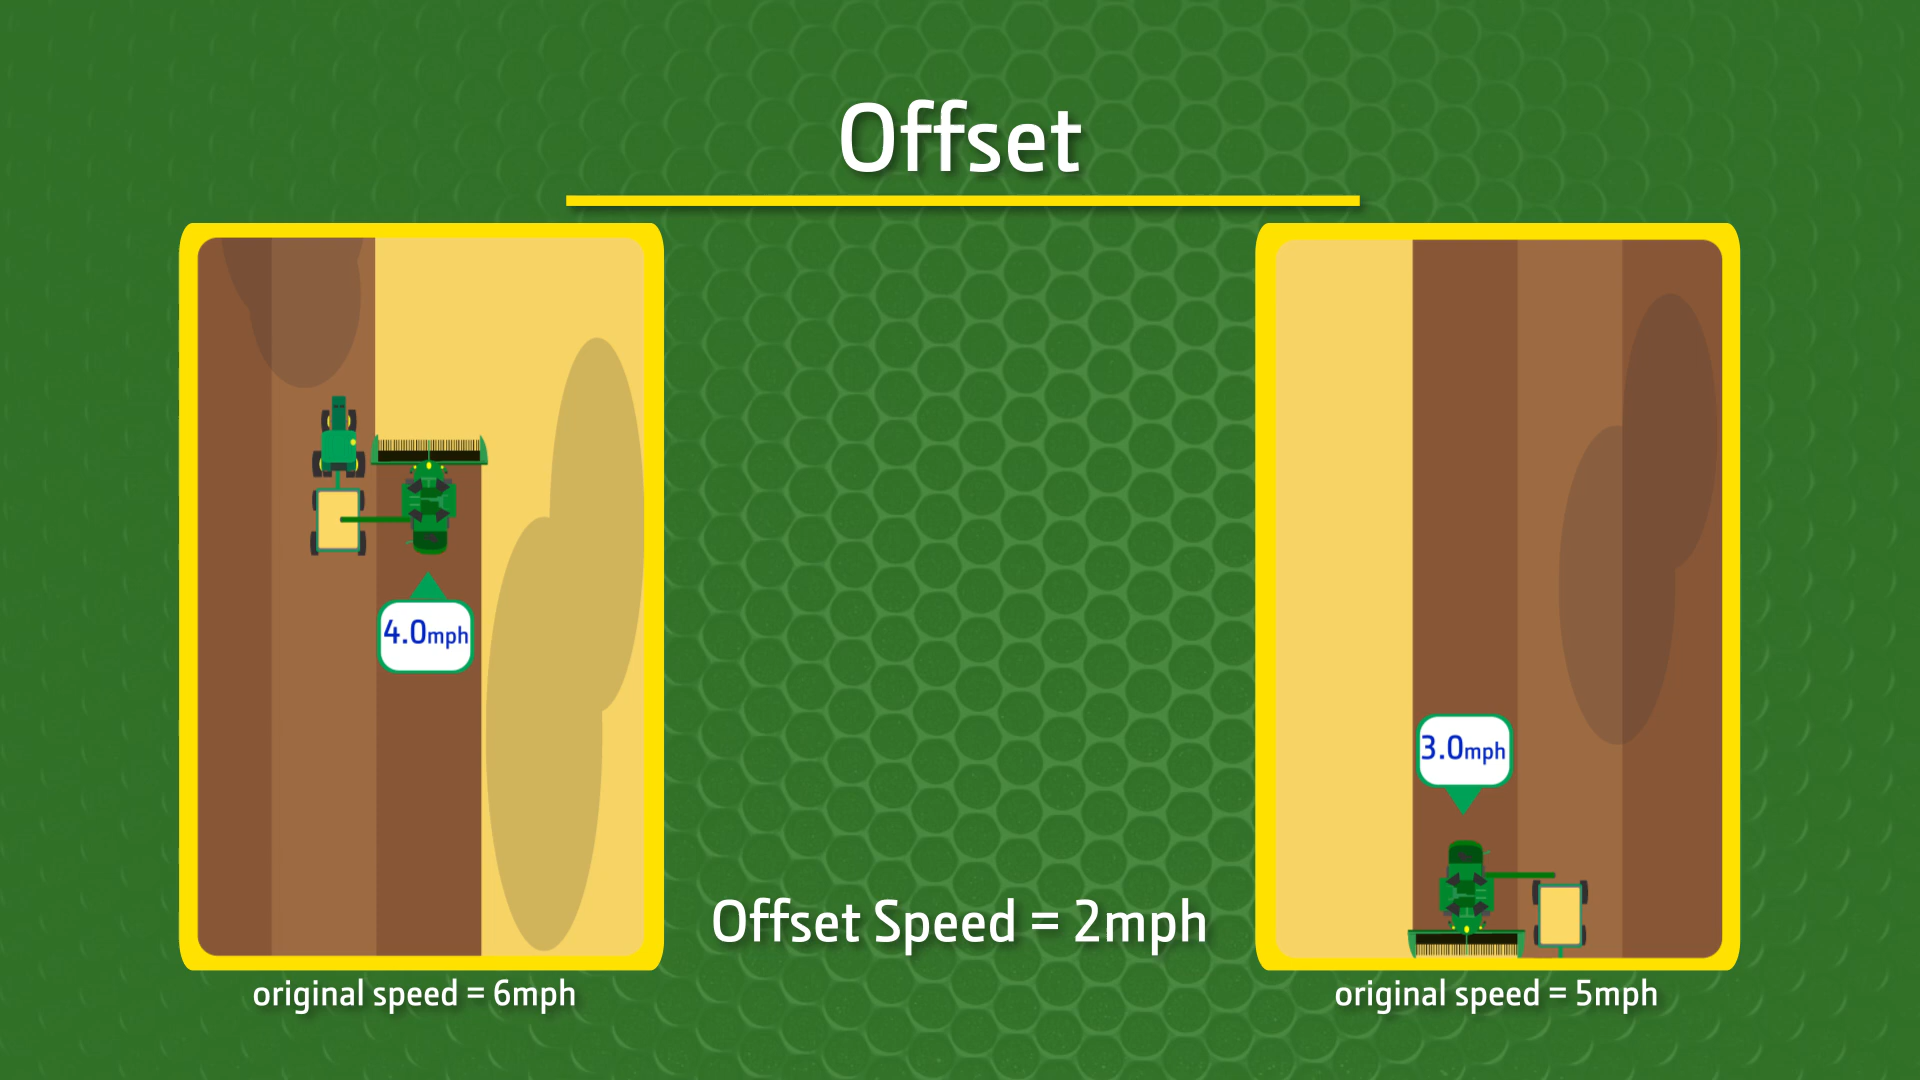 Offset
4.0mph
3.0mph
Offset Speed = 2mph
original speed = 6mph
original speed = 5mph